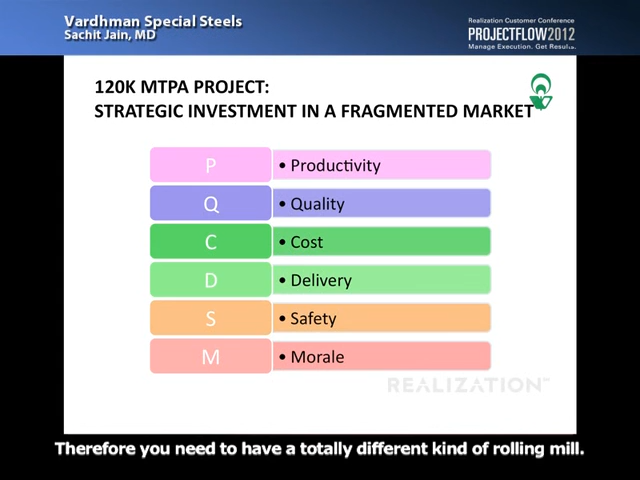 Vardhman Special Steels
Sachit Jain, MD
Realization Customer Conference
PROJECTFLOW2012
Manage Execution. Get Results.
120K MTPA PROJECT:
STRATEGIC INVESTMENT IN A FRAGMENTED MARKET
P • Productivity
Q • Quality
C • Cost
D • Delivery
S • Safety
M • Morale
REALIZATION™
Therefore you need to have a totally different kind of rolling mill.